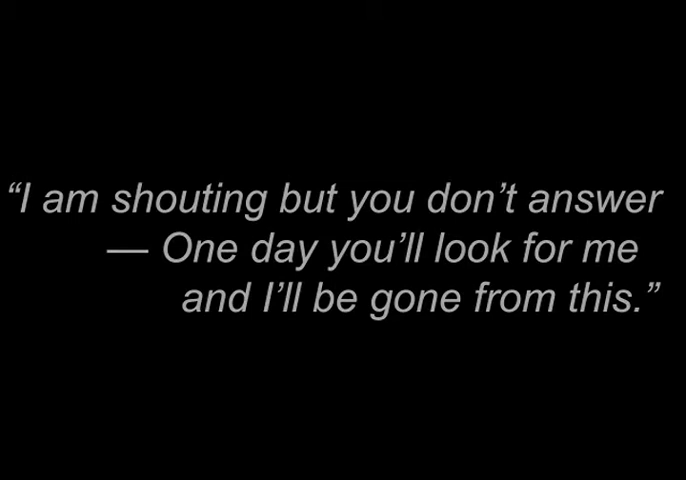 “I am shouting but you don’t answer
— One day you’ll look for me
and I’ll be gone from this.”